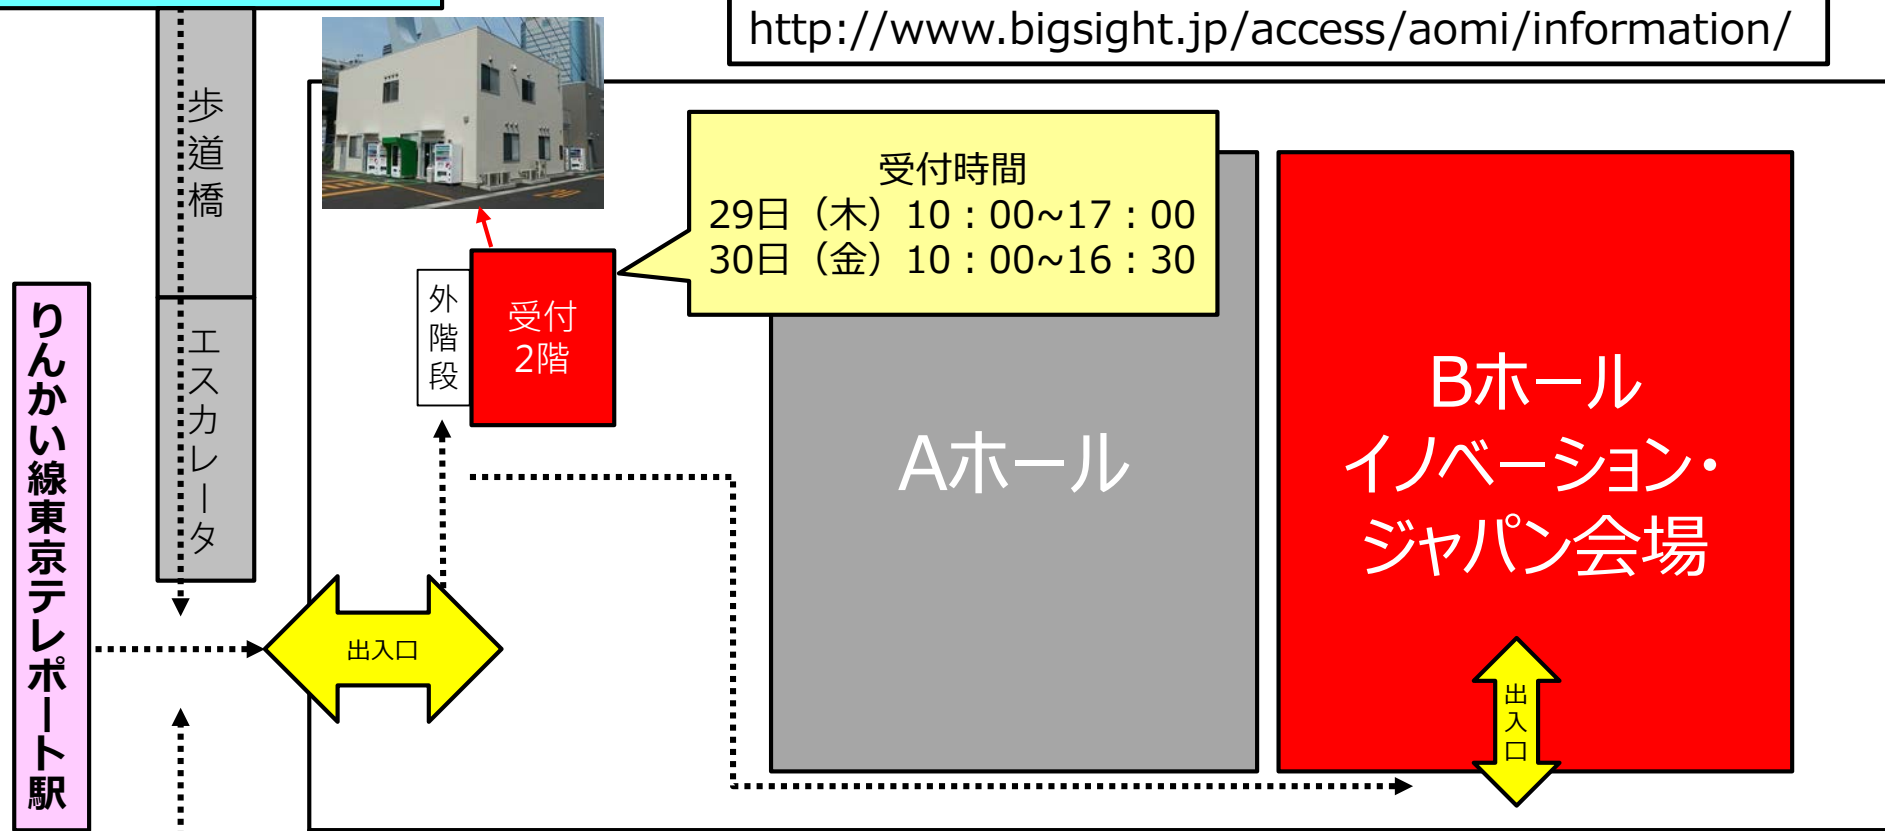 http://www.bigsight.jp/access/aomi/information/
歩道橋
受付時間
29日（木）10：00~17：00
30日（金）10：00~16：30
りんかい線東京テレポート駅
エスカレータ
外階段
受付
2階
Aホール
Bホール
イノベーション・
ジャパン会場
出入口
出入口